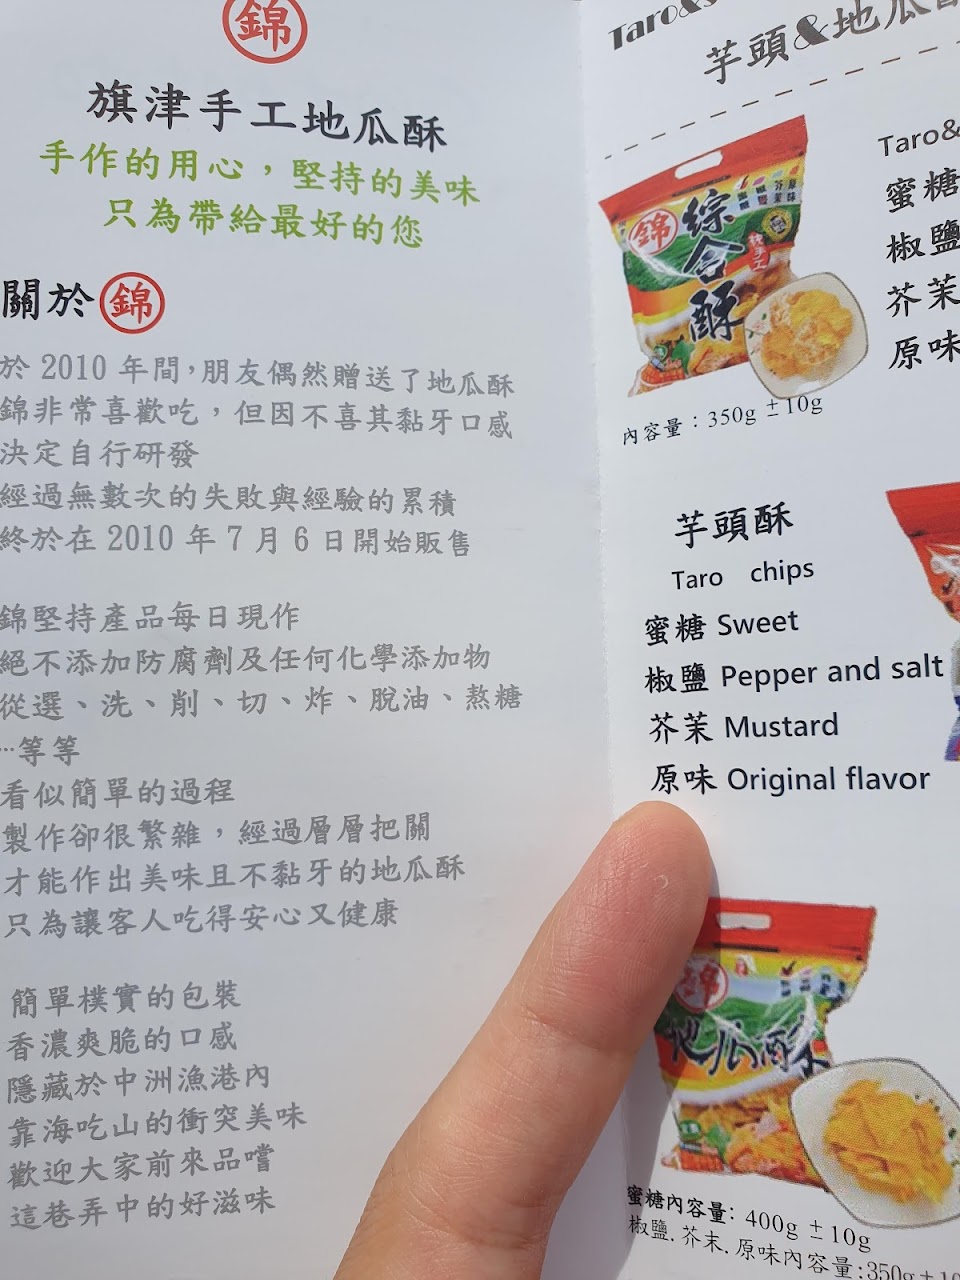 錦
旗津手工地瓜酥
手作的用心，堅持的美味
只為帶給最好的您
關於錦
於 2010 年間，朋友偶然贈送了地瓜酥
錦非常喜歡吃，但因不喜其黏牙口感
決定自行研發
經過無數次的失敗與經驗的累積
終於在 2010 年 7 月 6 日開始販售
錦堅持產品每日現作
絕不添加防腐劑及任何化學添加物
從選、洗、削、切、炸、脫油、熬糖
…等等
看似簡單的過程
製作卻很繁雜，經過層層把關
才能作出美味且不黏牙的地瓜酥
只為讓客人吃得安心又健康
簡單樸實的包裝
香濃爽脆的口感
隱藏於中洲漁港內
靠海吃山的衝突美味
歡迎大家前來品嚐
這巷弄中的好滋味
Taro&
芋頭&地瓜酥
錦
綜合酥
純手工
Taro&
蜜糖
椒鹽
芥茉
原味
內容量：350g ±10g
芋頭酥
Taro chips
蜜糖 Sweet
椒鹽 Pepper and salt
芥茉 Mustard
原味 Original flavor
錦
地瓜酥
蜜糖內容量: 400g ±10g
椒鹽.芥末.原味內容量:350g±10